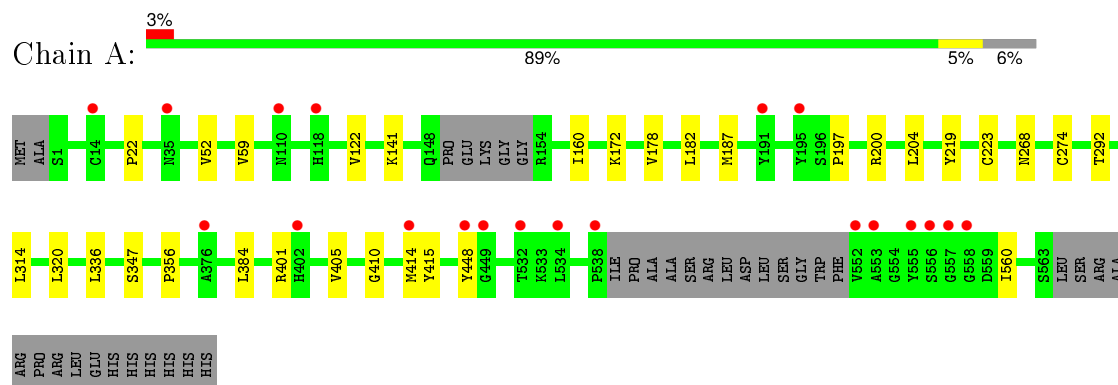 3%
Chain A:
89% 5% 6%
MET ALA S1 C14 P22 N35 V52 V59 N110 H118 V122 K141 Q148 PRO GLU LYS GLY GLY R154 I160 K172 V178 L182 M187 Y191 Y195 S196 P197 R200 L204 Y219 C223 N268 C274 T292
L314 L320 L336 S347 P356 A376 L384 R401 H402 V405 G410 M414 Y415 Y448 G449 T532 K533 L534 P538 ILE PRO ALA ALA SER ARG LEU ASP LEU SER GLY TRP PHE V552 A553 G554 Y555 S556 G557 G558 D559 I560 S563 LEU SER ARG ALA
ARG PRO ARG LEU GLU HIS HIS HIS HIS HIS HIS